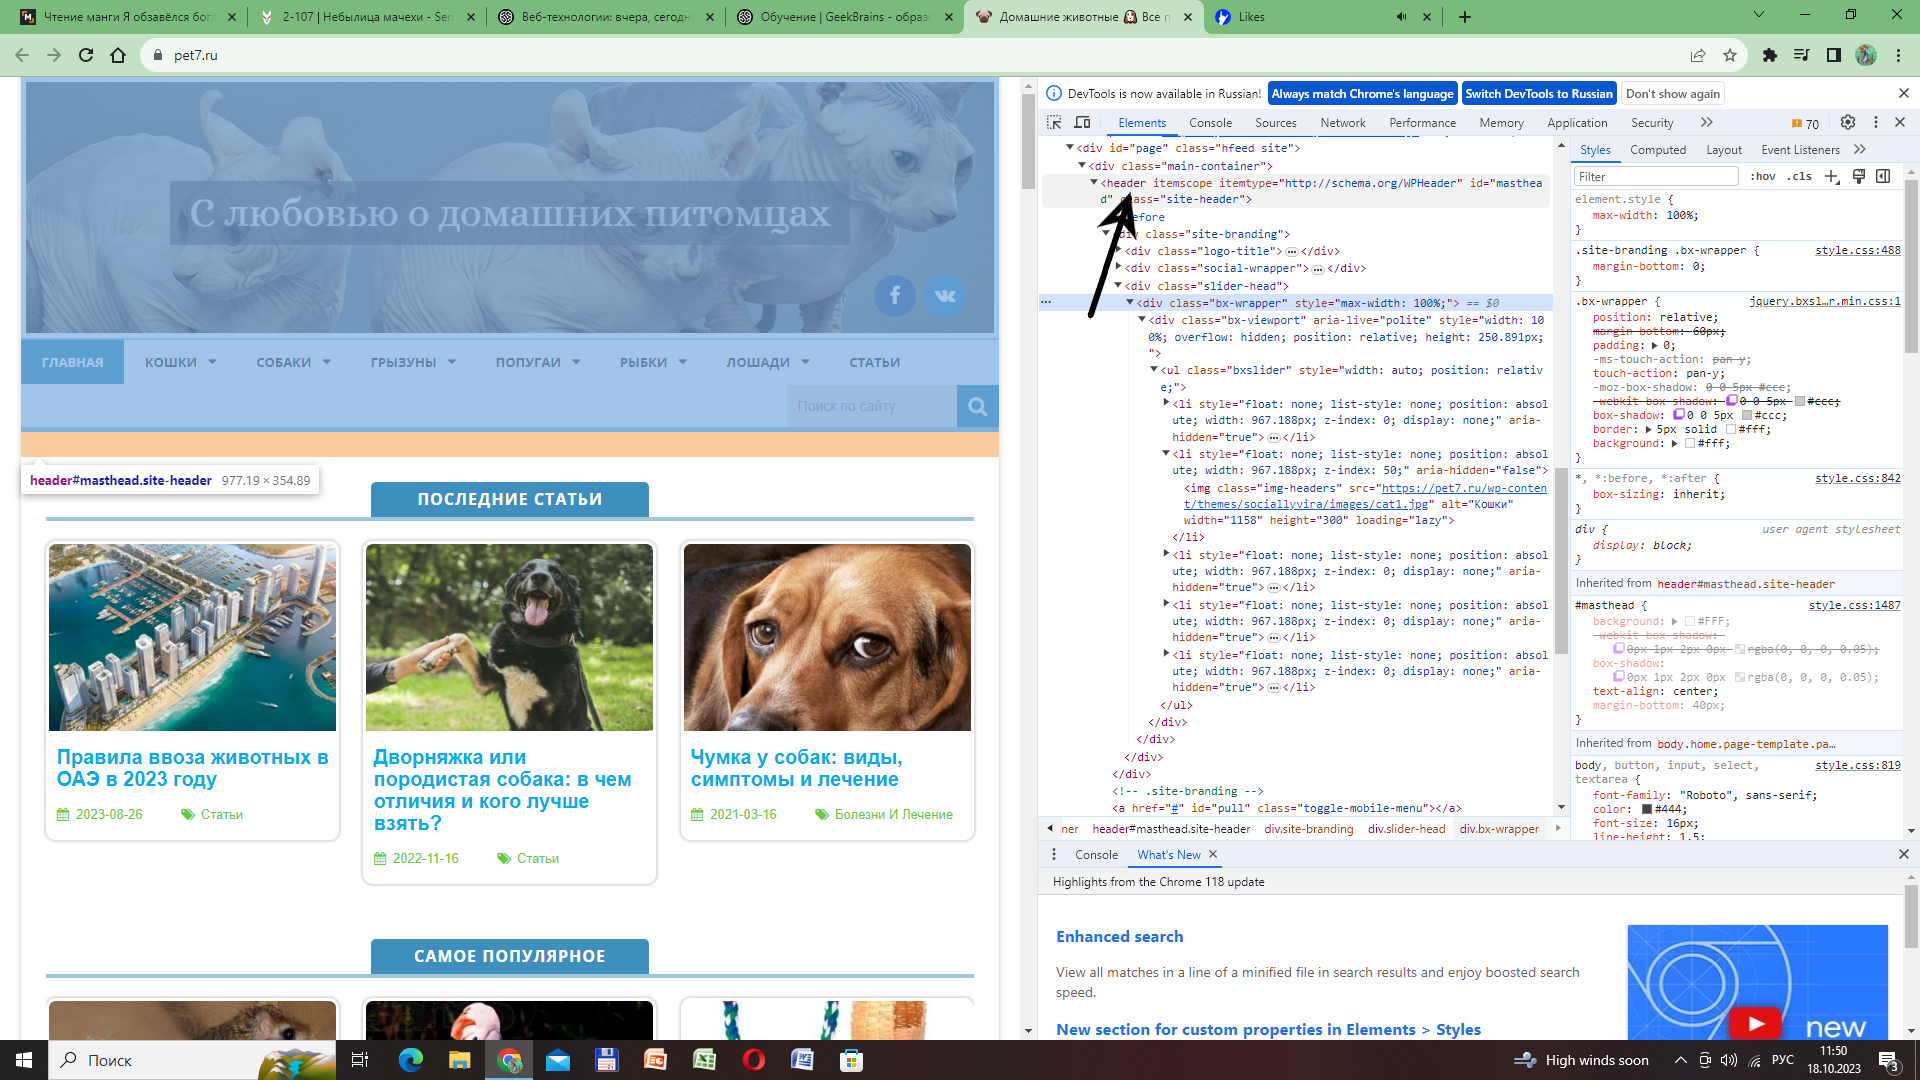 Чтение манги Я обзавёлся бога
2-107 | Небылица мачехи - Sen
Веб-технологии: вчера, сегодн
Обучение | GeekBrains - образо
Домашние животные
Все п
Likes
pet7.ru
С любовью о домашних питомцах
ГЛАВНАЯ КОШКИ СОБАКИ ГРЫЗУНЫ ПОПУГАИ РЫБКИ ЛОШАДИ СТАТЬИ
Поиск по сайту
header#masthead.site-header 977.19 × 354.89
ПОСЛЕДНИЕ СТАТЬИ
Правила ввоза животных в
ОАЭ в 2023 году
2023-08-26 Статьи
Дворняжка или
породистая собака: в чем
отличия и кого лучше
взять?
2022-11-16 Статьи
Чумка у собак: виды,
симптомы и лечение
2021-03-16 Болезни И Лечение
САМОЕ ПОПУЛЯРНОЕ
DevTools is now available in Russian! Always match Chrome's language Switch DevTools to Russian Don't show again
Elements Console Sources Network Performance Memory Application Security 70
<div id="page" class="hfeed site">
<div class="main-container">
<header itemscope itemtype="http://schema.org/WPHeader" id="masthea
d" class="site-header">
efore
div class="site-branding">
<div class="logo-title"> ⋯ </div>
<div class="social-wrapper"> ⋯ </div>
<div class="slider-head">
<div class="bx-wrapper" style="max-width: 100%;"> == $0
<div class="bx-viewport" aria-live="polite" style="width: 10
0%; overflow: hidden; position: relative; height: 250.891px;
">
<ul class="bxslider" style="width: auto; position: relativ
e;">
<li style="float: none; list-style: none; position: absol
ute; width: 967.188px; z-index: 0; display: none;" aria-
hidden="true"> ⋯ </li>
<li style="float: none; list-style: none; position: absol
ute; width: 967.188px; z-index: 50;" aria-hidden="false">
<img class="img-headers" src="https://pet7.ru/wp-conten
t/themes/sociallyvira/images/cat1.jpg" alt="Кошки"
width="1158" height="300" loading="lazy">
</li>
<li style="float: none; list-style: none; position: absol
ute; width: 967.188px; z-index: 0; display: none;" aria-
hidden="true"> ⋯ </li>
<li style="float: none; list-style: none; position: absol
ute; width: 967.188px; z-index: 0; display: none;" aria-
hidden="true"> ⋯ </li>
<li style="float: none; list-style: none; position: absol
ute; width: 967.188px; z-index: 0; display: none;" aria-
hidden="true"> ⋯ </li>
</ul>
</div>
</div>
</div>
</div>
<!-- .site-branding -->
<a href="#" id="pull" class="toggle-mobile-menu"></a>
ner header#masthead.site-header div.site-branding div.slider-head div.bx-wrapper
Styles Computed Layout Event Listeners
Filter :hov .cls
element.style {
max-width: 100%;
}
.site-branding .bx-wrapper { style.css:488
margin-bottom: 0;
}
.bx-wrapper { jquery.bxsl…r.min.css:1
position: relative;
margin-bottom: 60px;
padding: 0;
-ms-touch-action: pan-y;
touch-action: pan-y;
-moz-box-shadow: 0 0 5px #ccc;
-webkit-box-shadow: 0 0 5px #ccc;
box-shadow: 0 0 5px #ccc;
border: 5px solid #fff;
background: #fff;
}
*, *:before, *:after { style.css:842
box-sizing: inherit;
}
div { user agent stylesheet
display: block;
}
Inherited from header#masthead.site-header
#masthead { style.css:1487
background: #FFF;
-webkit-box-shadow:
0px 1px 2px 0px rgba(0, 0, 0, 0.05);
box-shadow:
0px 1px 2px 0px rgba(0, 0, 0, 0.05);
text-align: center;
margin-bottom: 40px;
}
Inherited from body.home.page-template.pa…
body, button, input, select, style.css:819
textarea {
font-family: "Roboto", sans-serif;
color: #444;
font-size: 16px;
line-height: 1.5;
Console What's New
Highlights from the Chrome 118 update
Enhanced search
View all matches in a line of a minified file in search results and enjoy boosted search
speed.
New section for custom properties in Elements > Styles
new
Поиск
High winds soon
РУС
11:50
18.10.2023
3